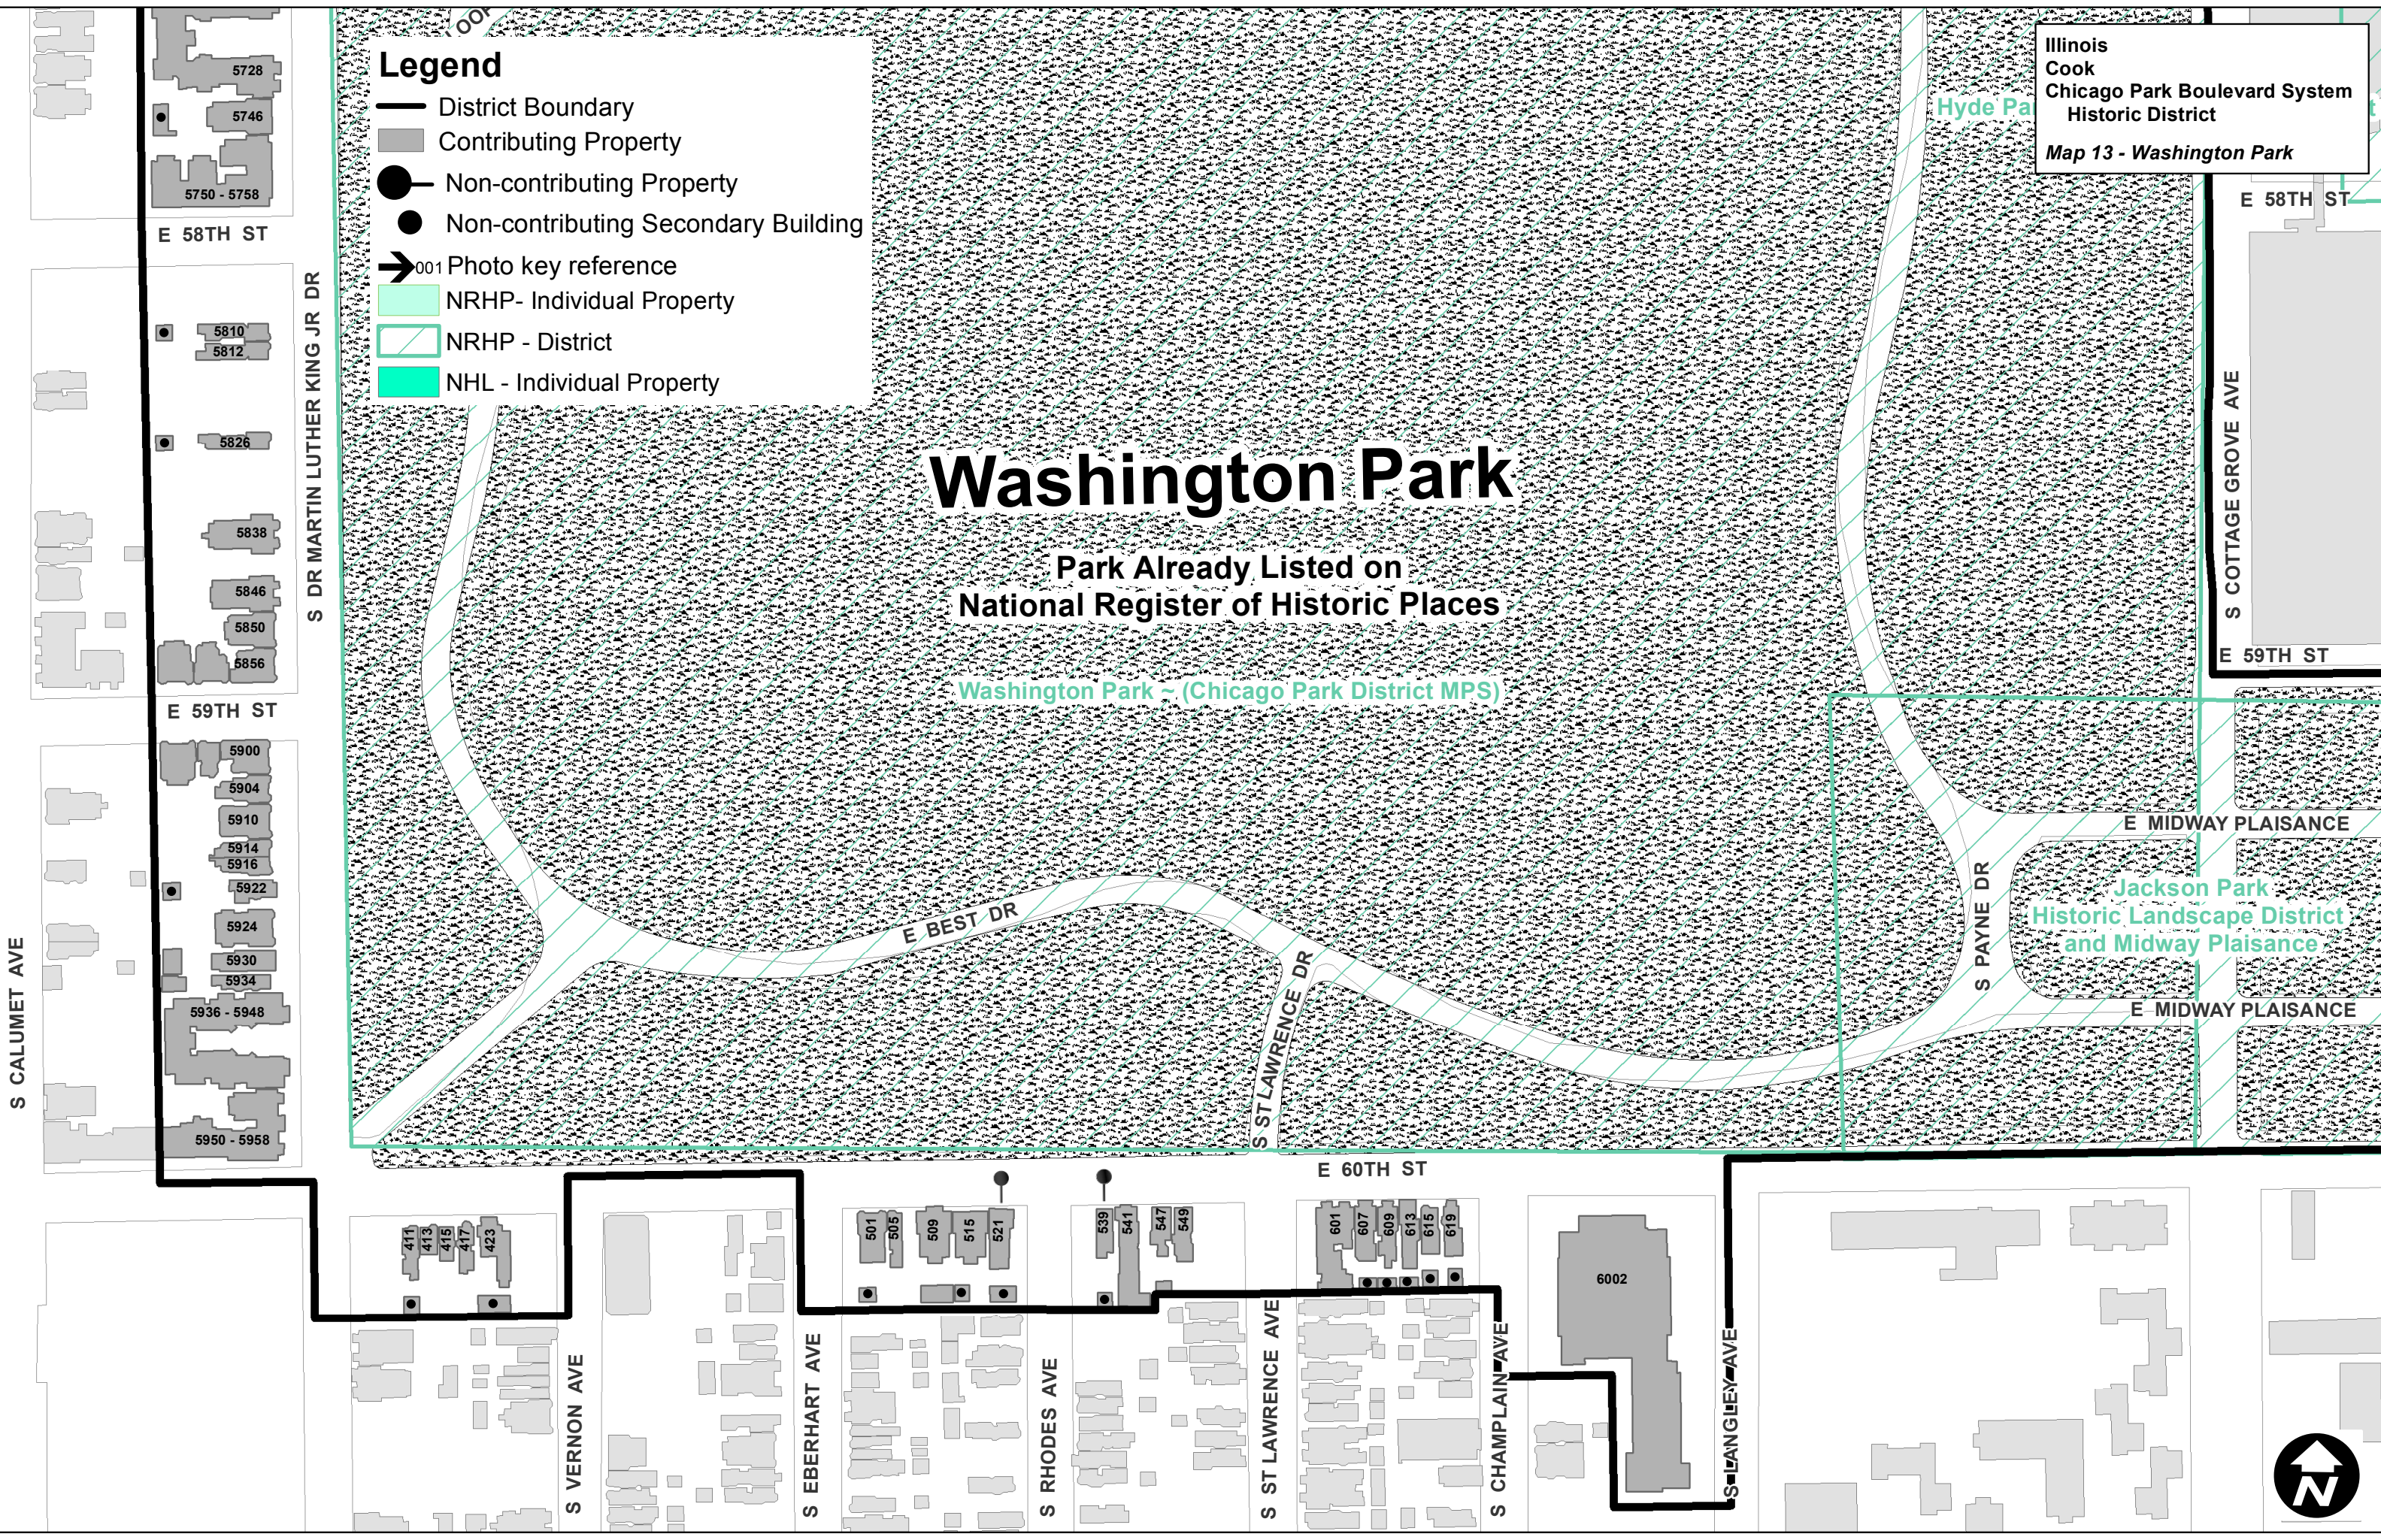 Legend
District Boundary
Contributing Property
Non-contributing Property
Non-contributing Secondary Building
001 Photo key reference
NRHP- Individual Property
NRHP - District
NHL - Individual Property
Illinois
Cook
Chicago Park Boulevard System
Historic District
Map 13 - Washington Park
Hyde
E 58TH ST
5728
5746
5750 - 5758
E 58TH ST
S DR MARTIN LUTHER KING JR DR
5810
5812
5826
5838
5846
5850
5856
E 59TH ST
S COTTAGE GROVE AVE
E 59TH ST
Washington Park
Park Already Listed on
National Register of Historic Places
Washington Park ~ (Chicago Park District MPS)
5900
5904
5910
5914
5916
5922
5924
5930
5934
5936 - 5948
5950 - 5958
S CALUMET AVE
E BEST DR
S ST LAWRENCE DR
S PAYNE DR
E MIDWAY PLAISANCE
Jackson Park
Historic Landscape District
and Midway Plaisance
E MIDWAY PLAISANCE
E 60TH ST
411
413
415
417
423
501
505
509
515
521
539
541
547
549
601
607
609
613
615
619
6002
S VERNON AVE
S EBERHART AVE
S RHODES AVE
S ST LAWRENCE AVE
S CHAMPLAIN AVE
S LANGLEY AVE
N